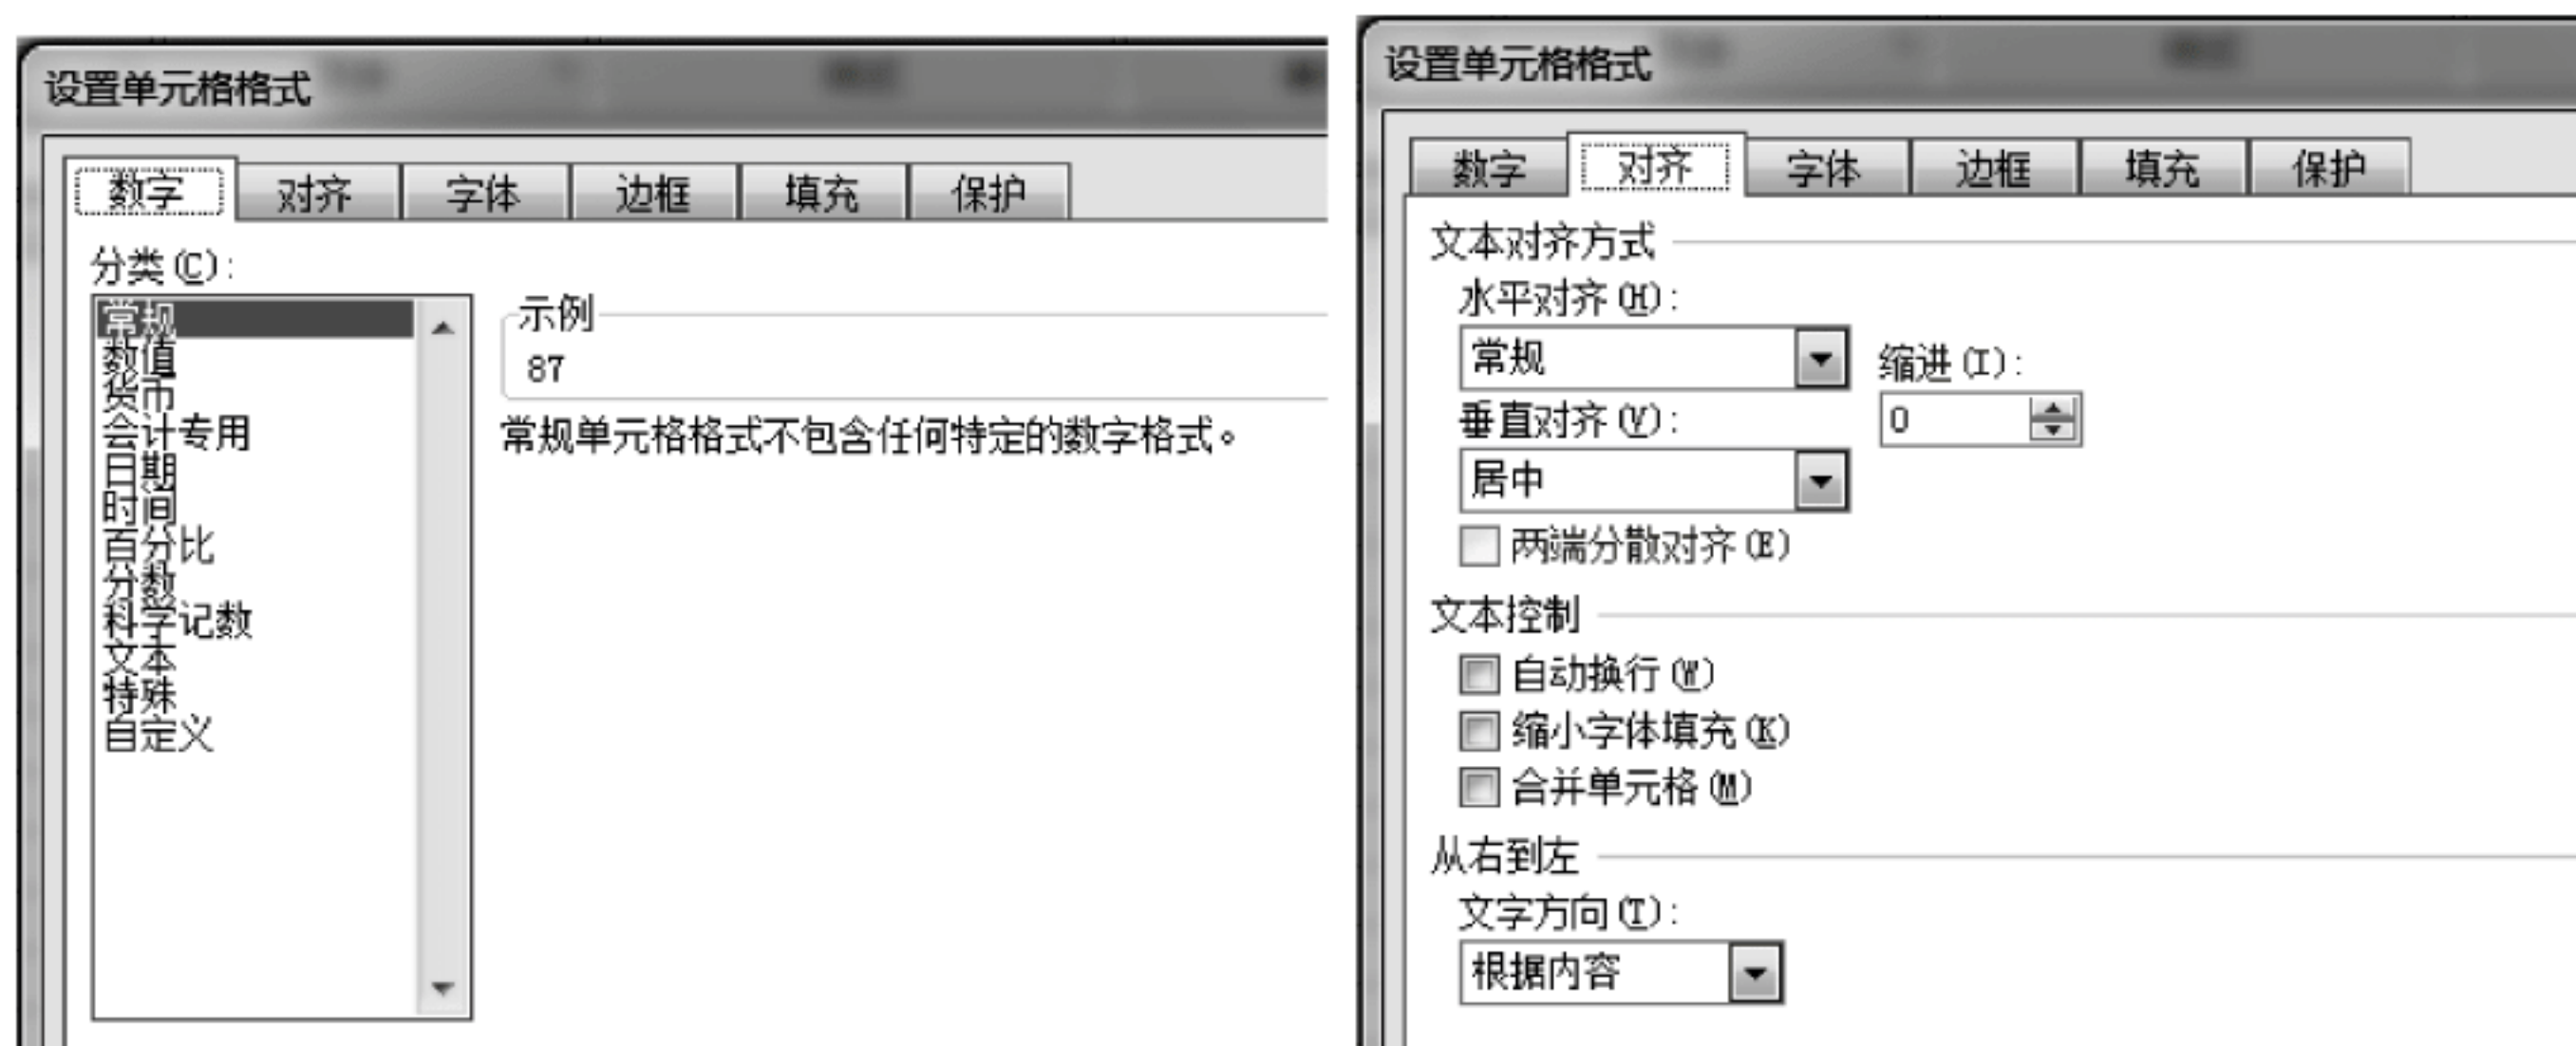 设置单元格格式
数字 对齐 字体 边框 填充 保护
分类(C):
常规
数值
货币
会计专用
日期
时间
百分比
分数
科学记数
文本
特殊
自定义
示例
87
常规单元格格式不包含任何特定的数字格式。
设置单元格格式
数字 对齐 字体 边框 填充 保护
文本对齐方式
水平对齐(H):
常规
缩进(I):
0
垂直对齐(V):
居中
两端分散对齐(E)
文本控制
自动换行(W)
缩小字体填充(K)
合并单元格(M)
从右到左
文字方向(T):
根据内容